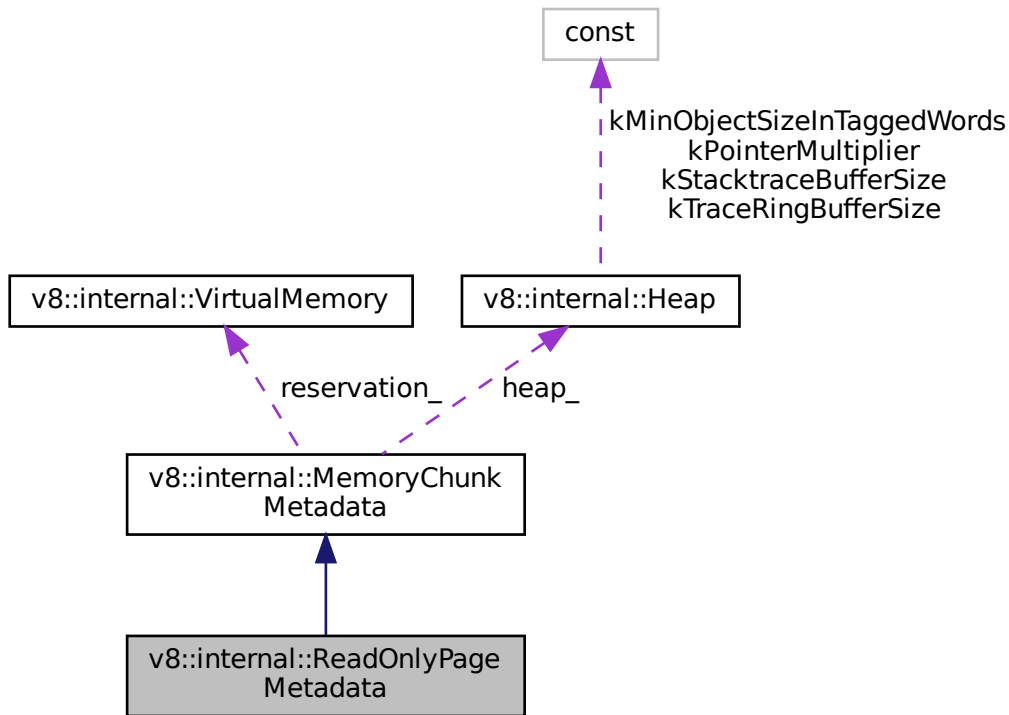 const
kMinObjectSizeInTaggedWords
kPointerMultiplier
kStacktraceBufferSize
kTraceRingBufferSize
v8::internal::VirtualMemory
v8::internal::Heap
reservation_
heap_
v8::internal::MemoryChunk
Metadata
v8::internal::ReadOnlyPage
Metadata